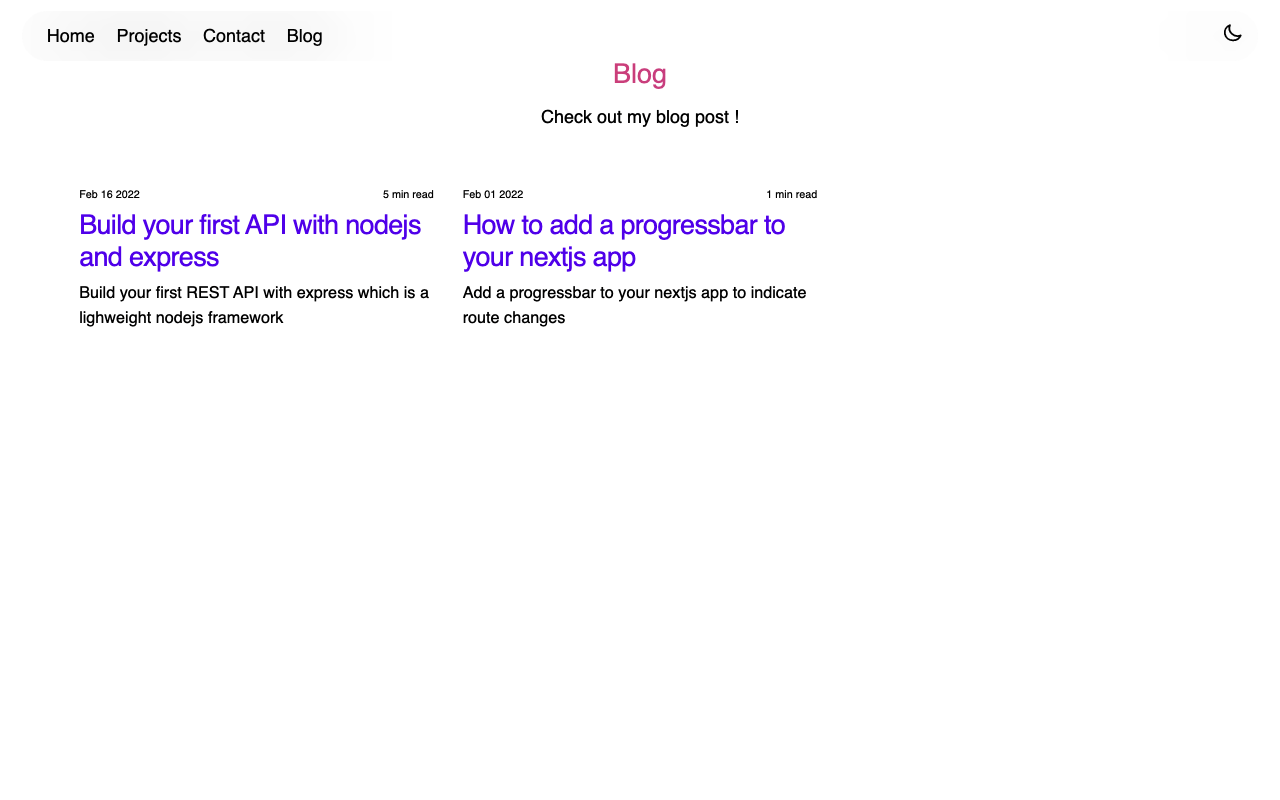 Home Projects Contact Blog
Blog
Check out my blog post !
Feb 16 2022 5 min read
Build your first API with nodejs
and express
Build your first REST API with express which is a
lighweight nodejs framework
Feb 01 2022 1 min read
How to add a progressbar to
your nextjs app
Add a progressbar to your nextjs app to indicate
route changes